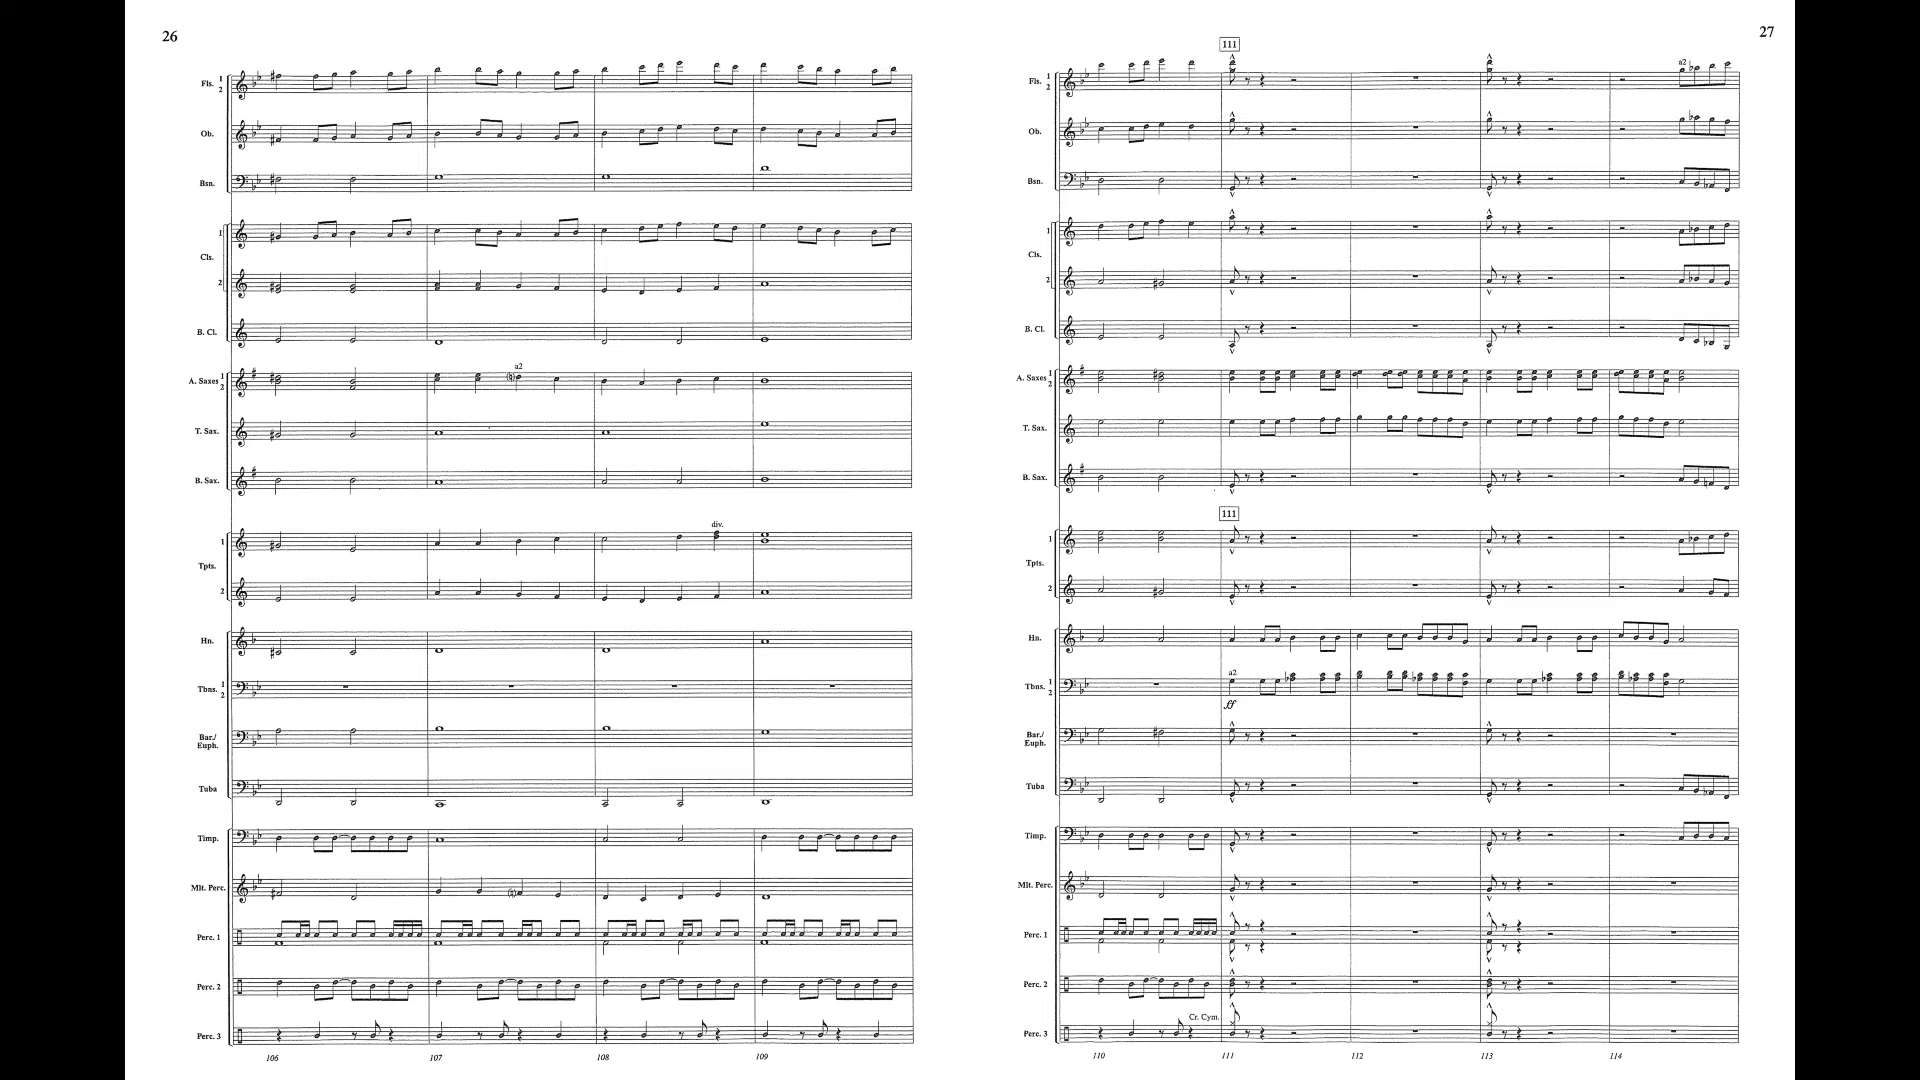 26
Fls. 1
2
Ob.
Bsn.
1
Cls.
2
B. Cl.
A. Saxes 1
2
a2
T. Sax.
B. Sax.
div.
1
Tpts.
2
Hn.
Tbns. 1
2
Bar./
Euph.
Tuba
Timp.
Mlt. Perc.
Perc. 1
Perc. 2
Perc. 3
106 107 108 109
27
111
Fls. 1
2
a2
Ob.
Bsn.
1
Cls.
2
B. Cl.
A. Saxes 1
2
T. Sax.
B. Sax.
111
1
Tpts.
2
Hn.
a2
Tbns. 1
2
ff
Bar./
Euph.
Tuba
Timp.
Mlt. Perc.
Perc. 1
Perc. 2
Cr. Cym.
Perc. 3
110 111 112 113 114